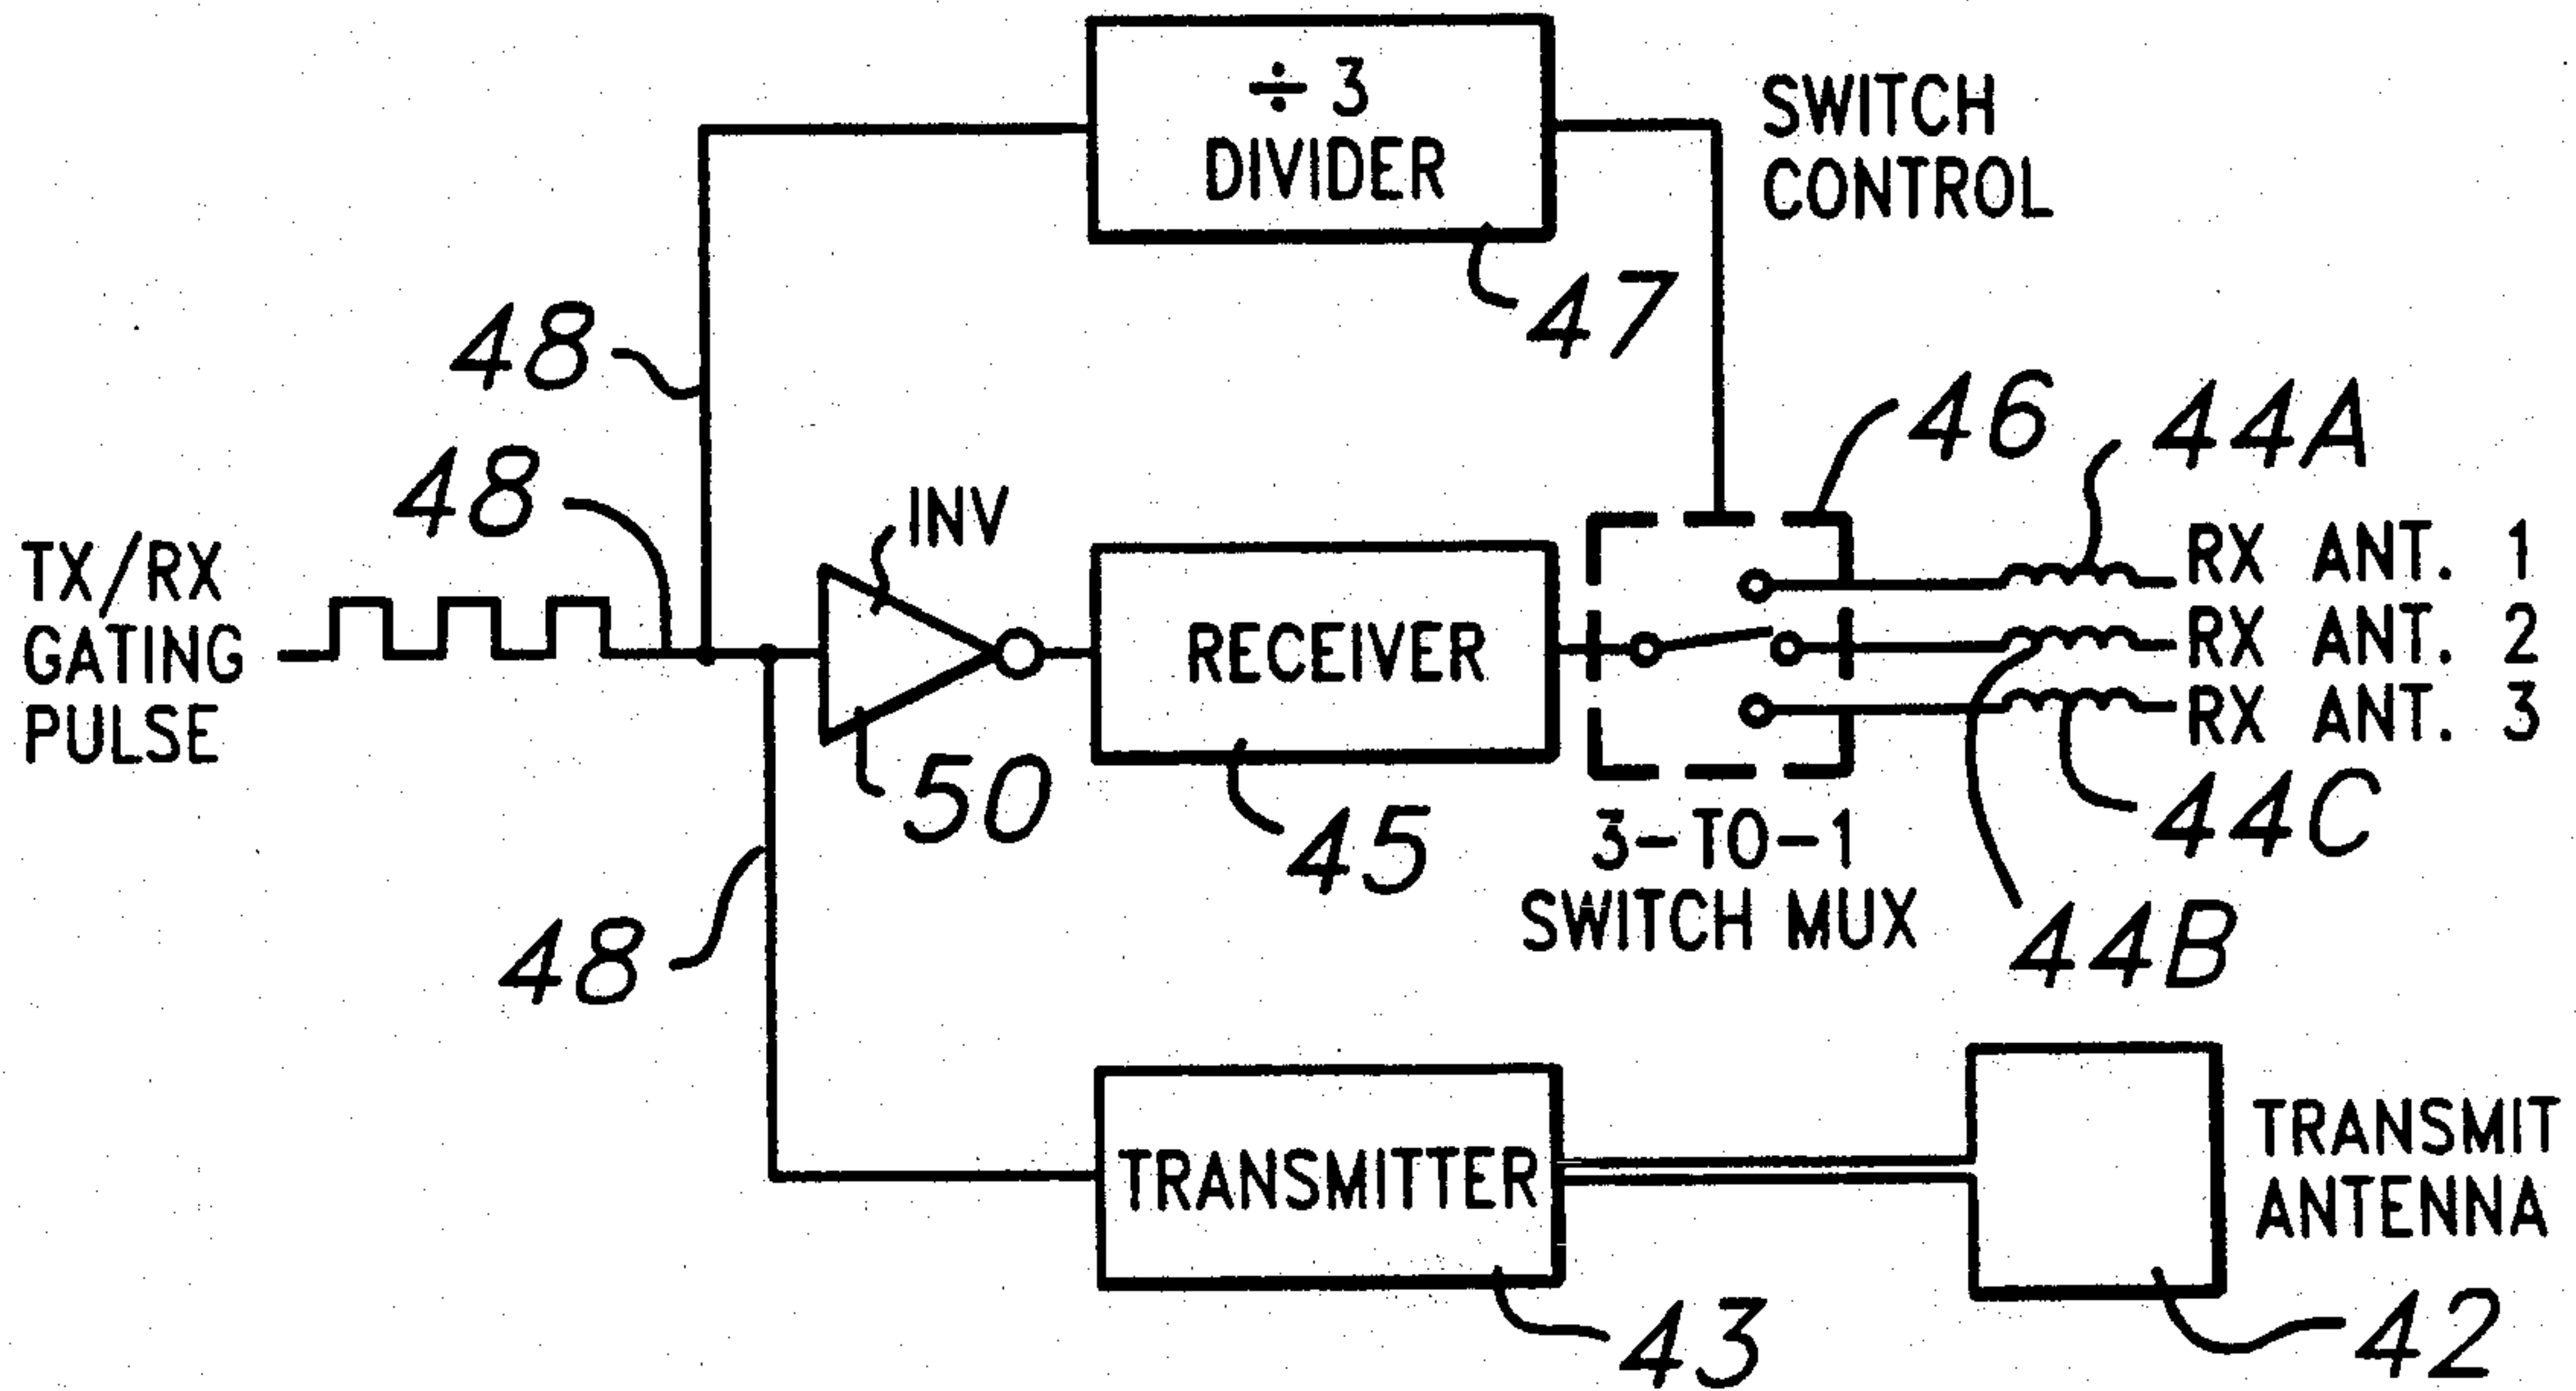 ÷ 3
DIVIDER
SWITCH
CONTROL
47
48
46
44A
48
INV
TX/RX
GATING
PULSE
RX ANT. 1
RX ANT. 2
RX ANT. 3
RECEIVER
50
45
44C
3-TO-1
SWITCH MUX
44B
48
TRANSMITTER
TRANSMIT
ANTENNA
43
42